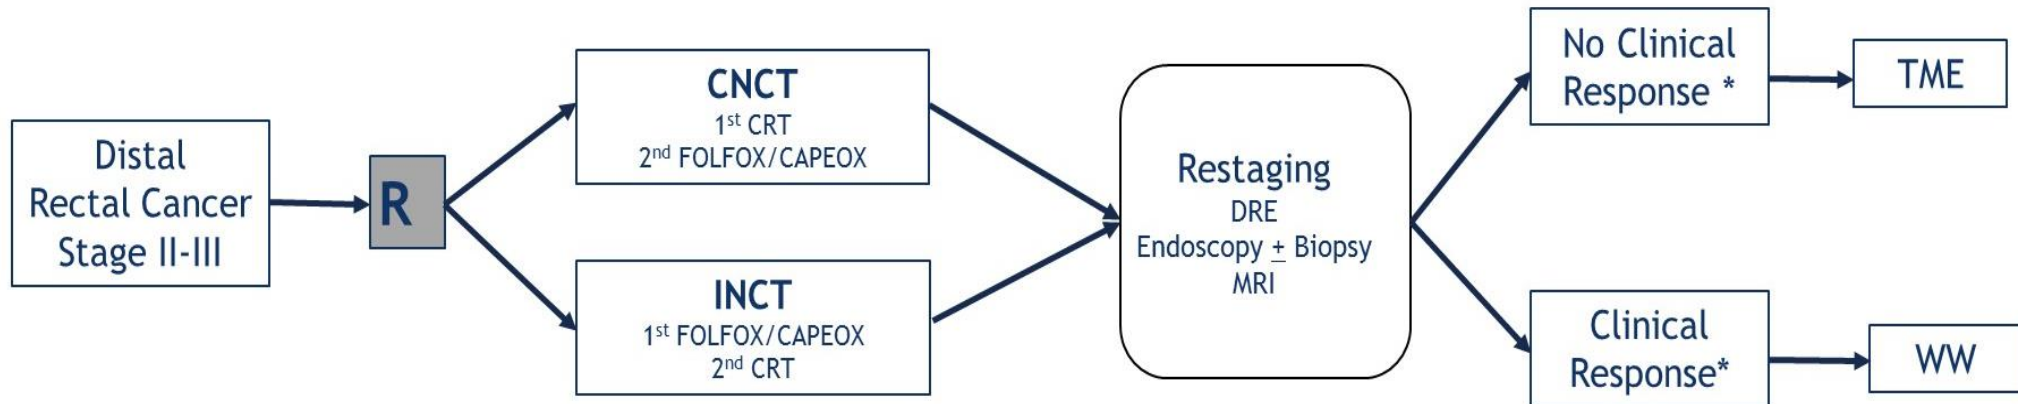 Distal
Rectal Cancer
Stage II-III
R
CNCT
1st CRT
2nd FOLFOX/CAPEOX
INCT
1st FOLFOX/CAPEOX
2nd CRT
Restaging
DRE
Endoscopy ± Biopsy
MRI
No Clinical
Response *
TME
Clinical
Response*
WW